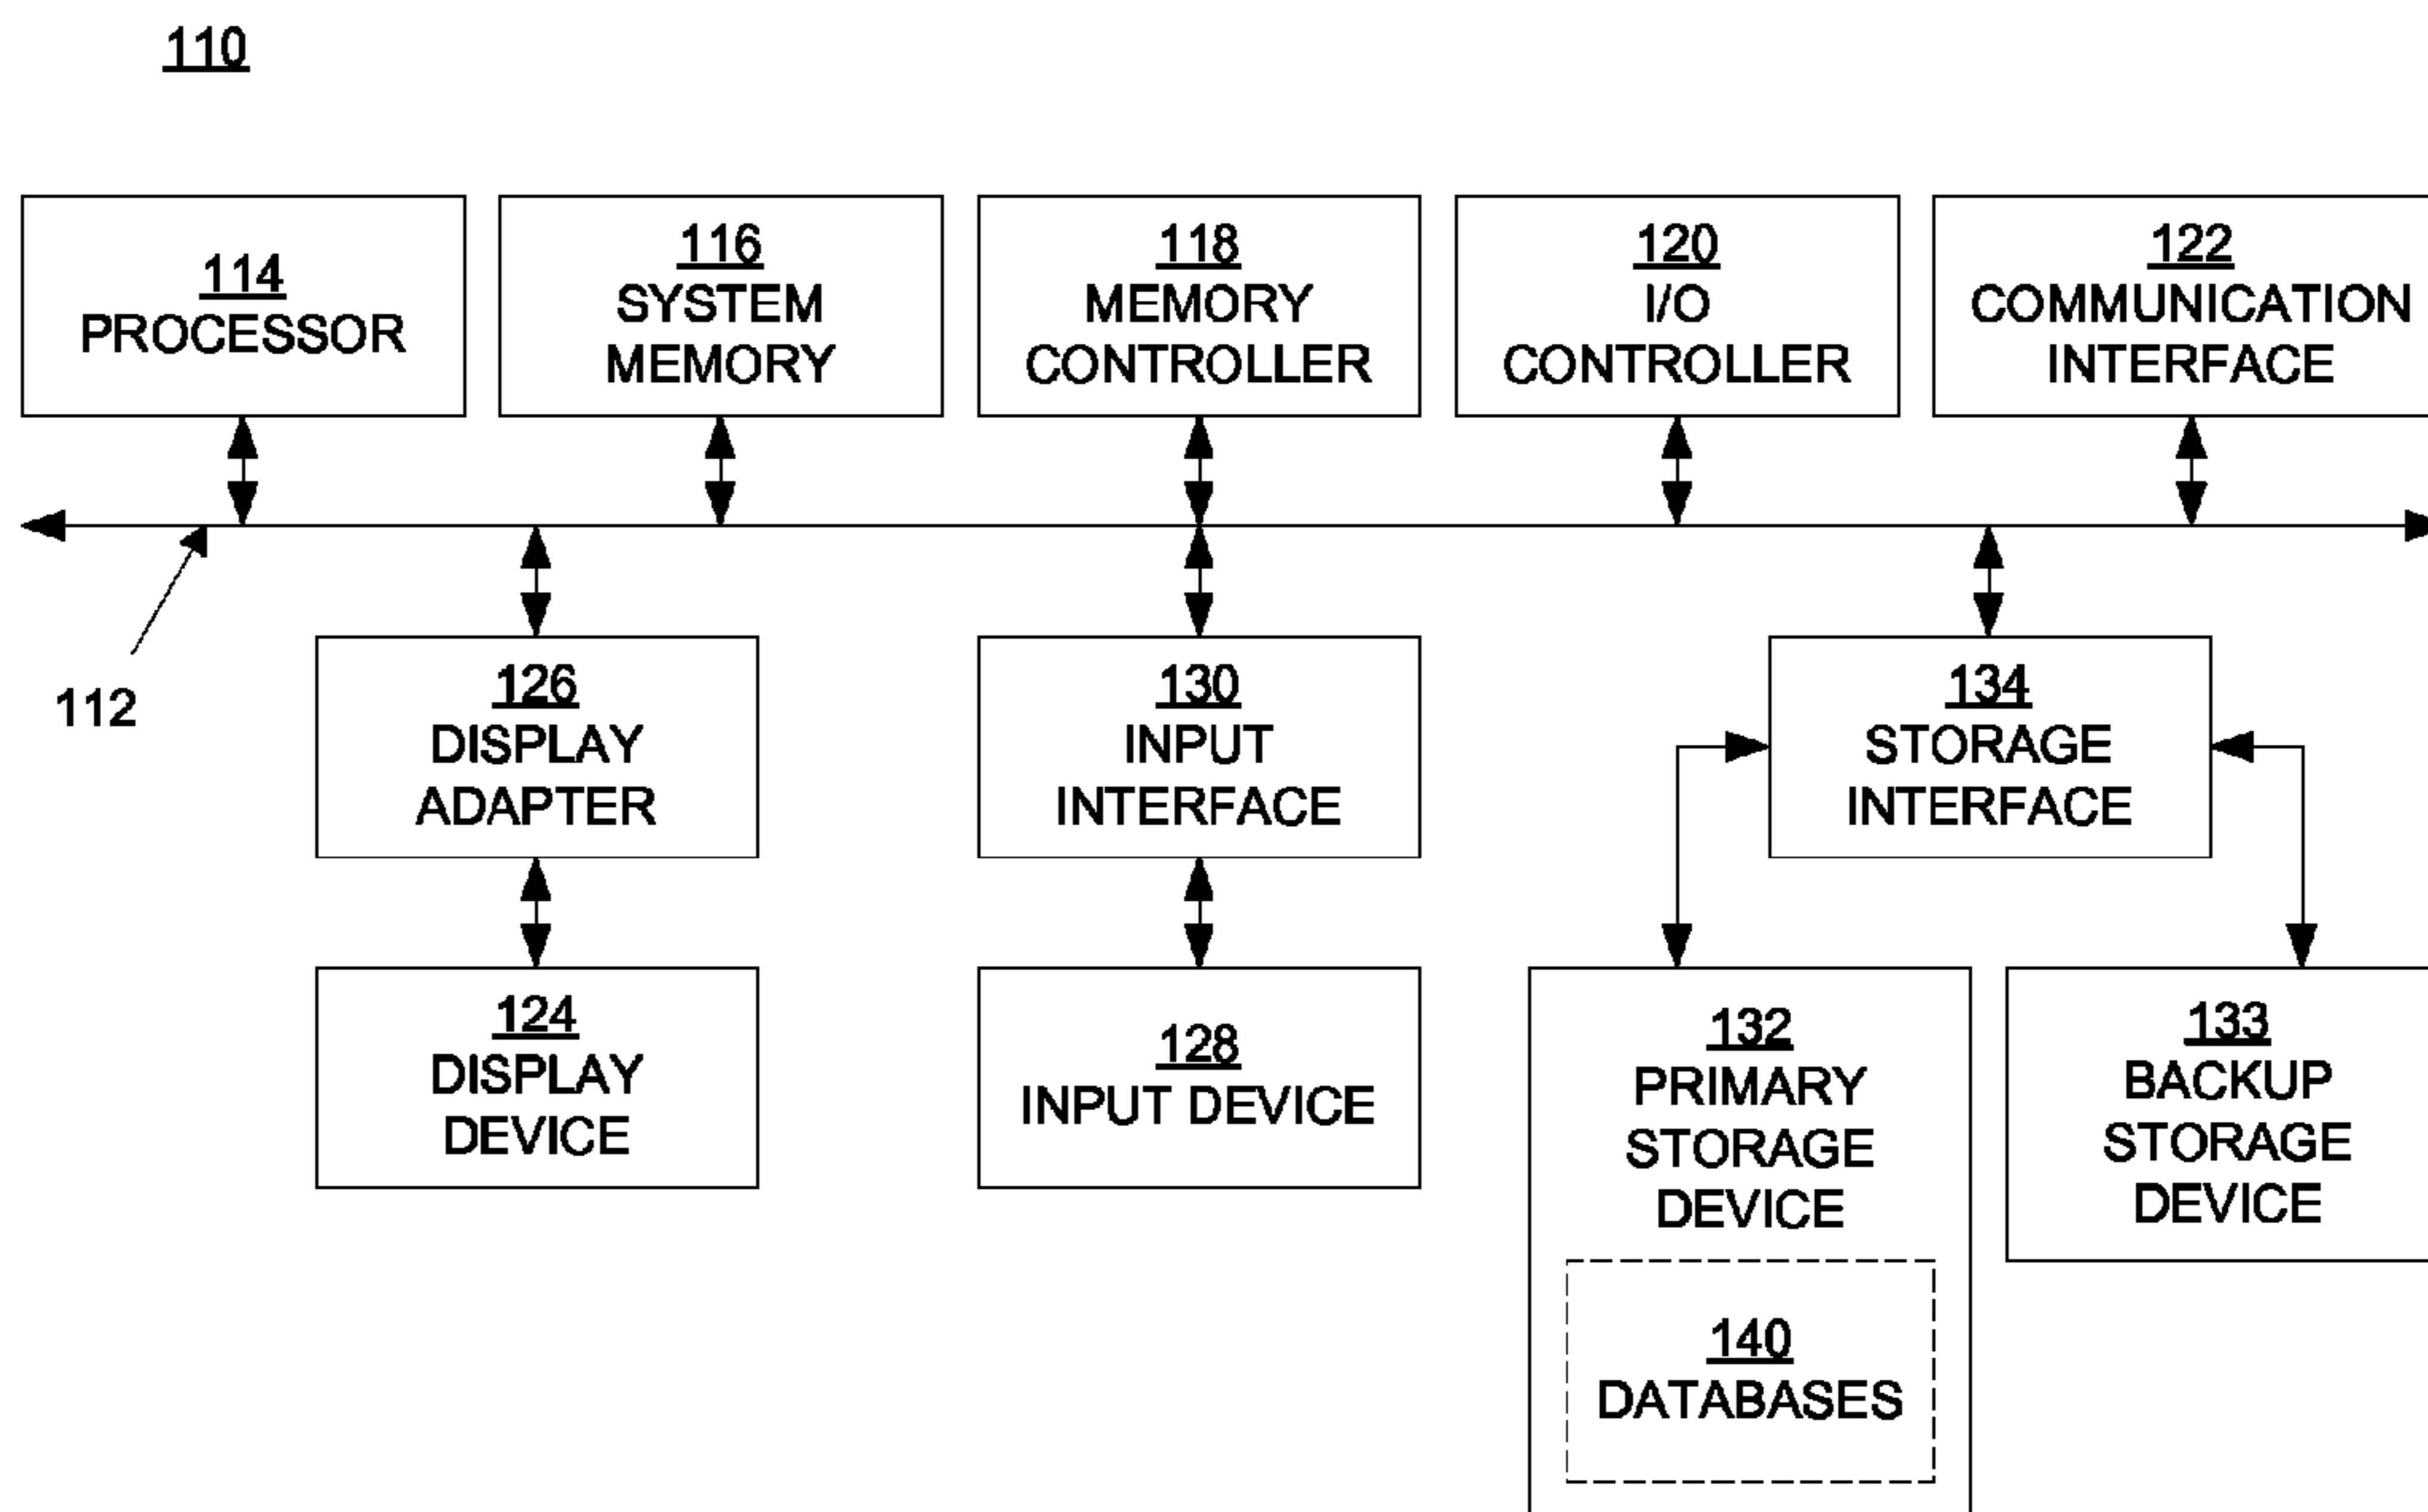 110
114
PROCESSOR
116
SYSTEM
MEMORY
118
MEMORY
CONTROLLER
120
I/O
CONTROLLER
122
COMMUNICATION
INTERFACE
112
126
DISPLAY
ADAPTER
130
INPUT
INTERFACE
134
STORAGE
INTERFACE
124
DISPLAY
DEVICE
128
INPUT DEVICE
132
PRIMARY
STORAGE
DEVICE
133
BACKUP
STORAGE
DEVICE
140
DATABASES